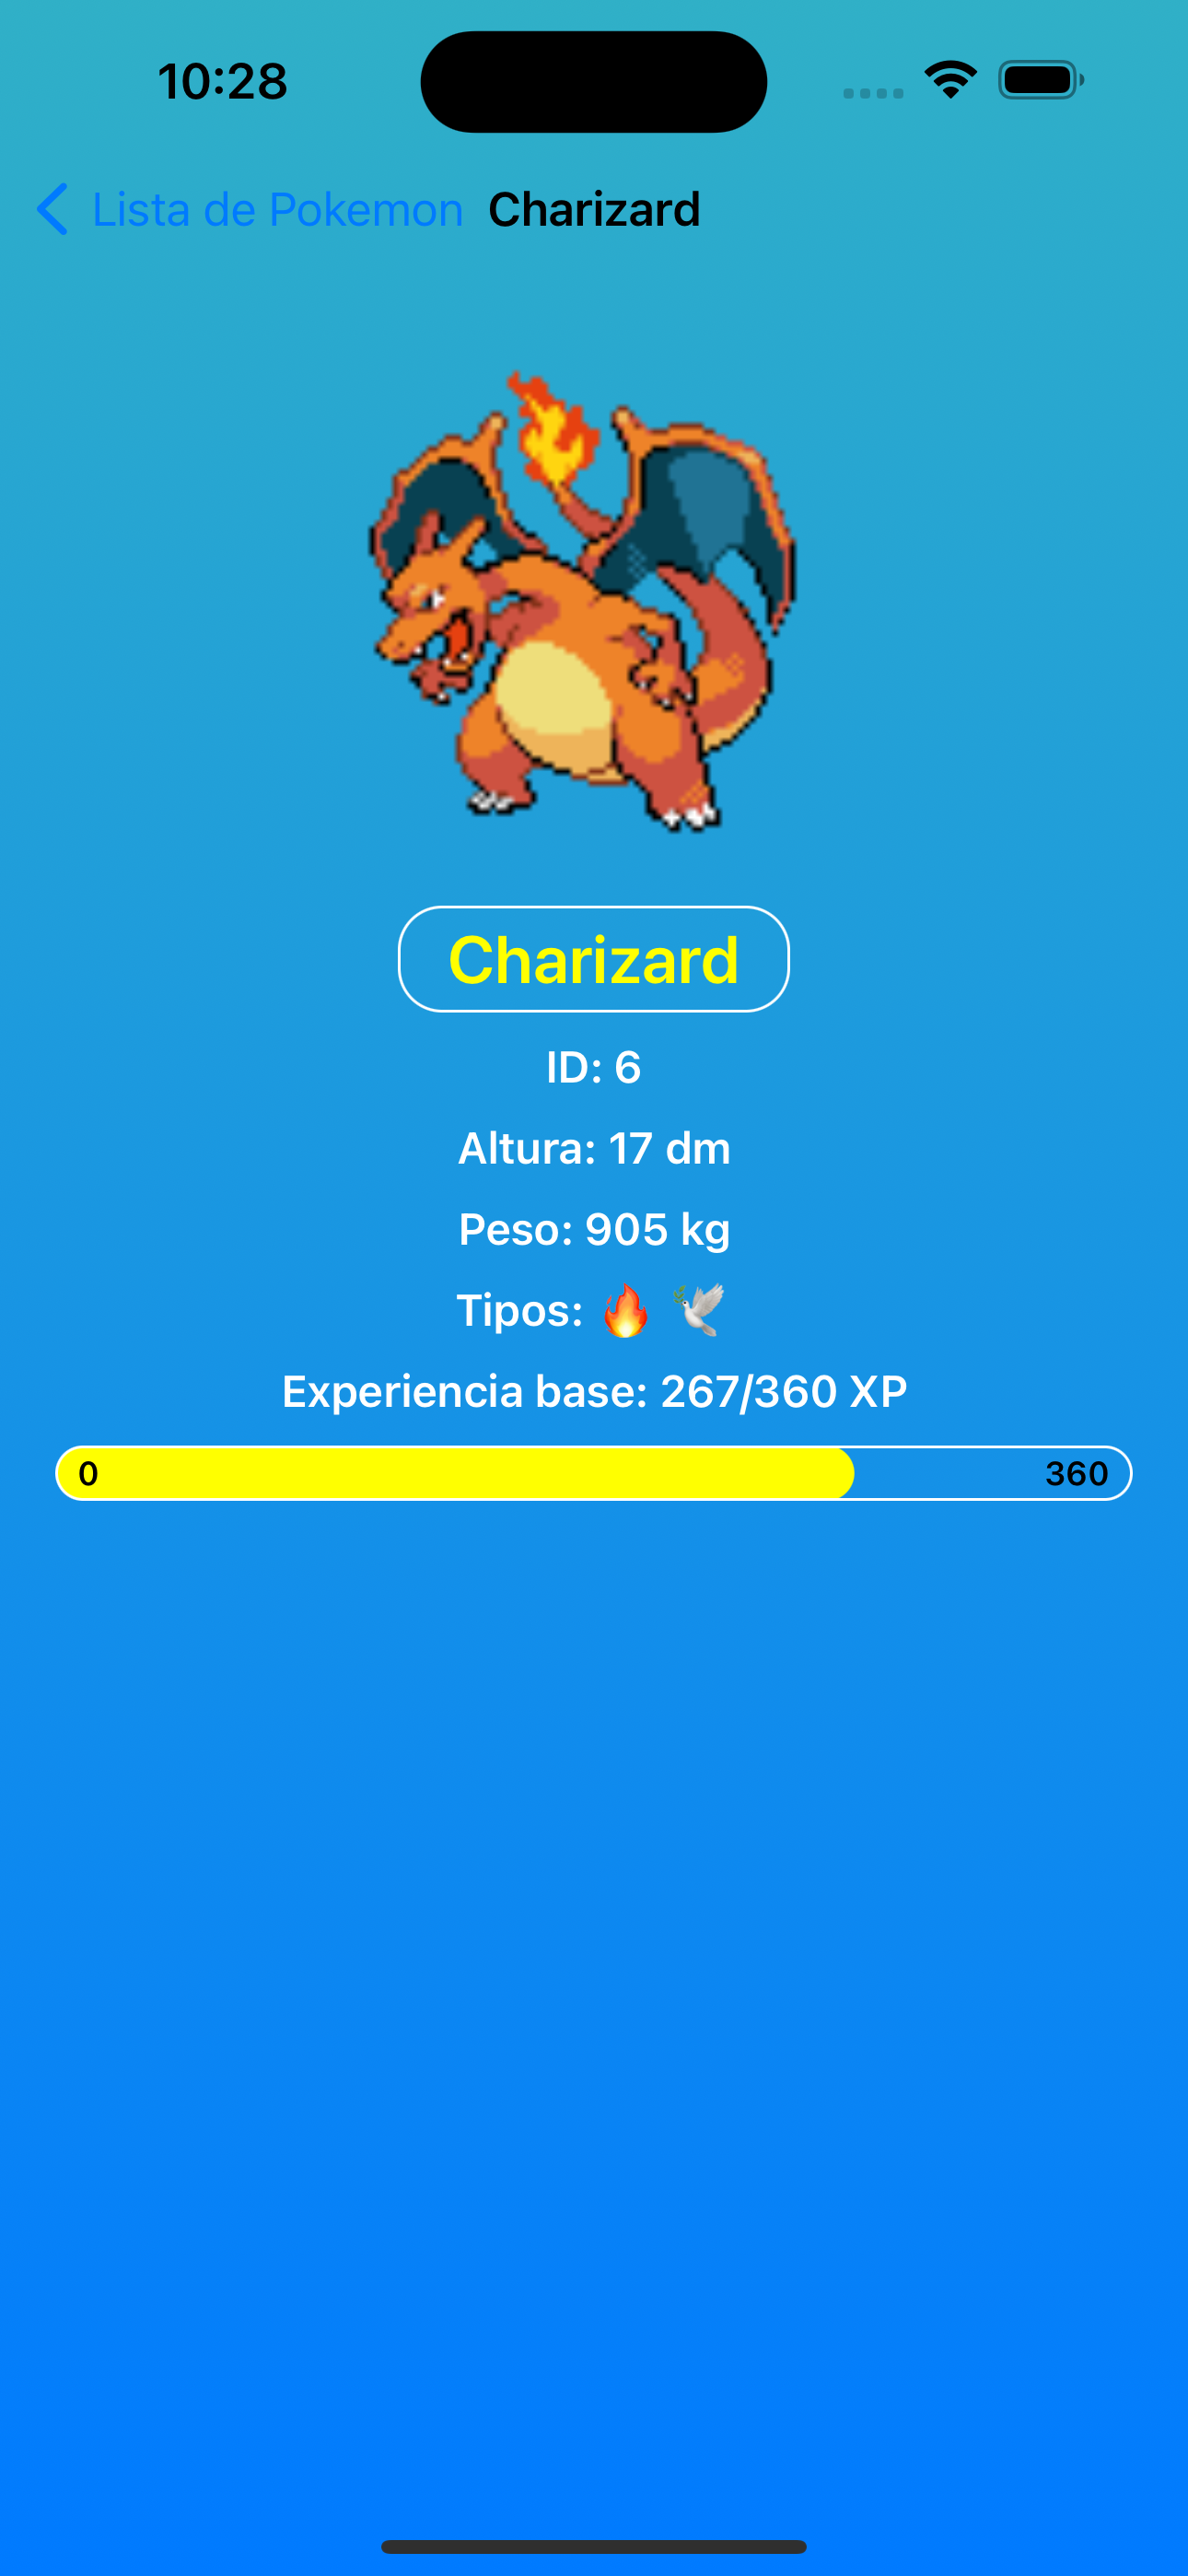 10:28
Lista de Pokemon Charizard
Charizard
ID: 6
Altura: 17 dm
Peso: 905 kg
Tipos: 🔥 🕊️
Experiencia base: 267/360 XP
0 360